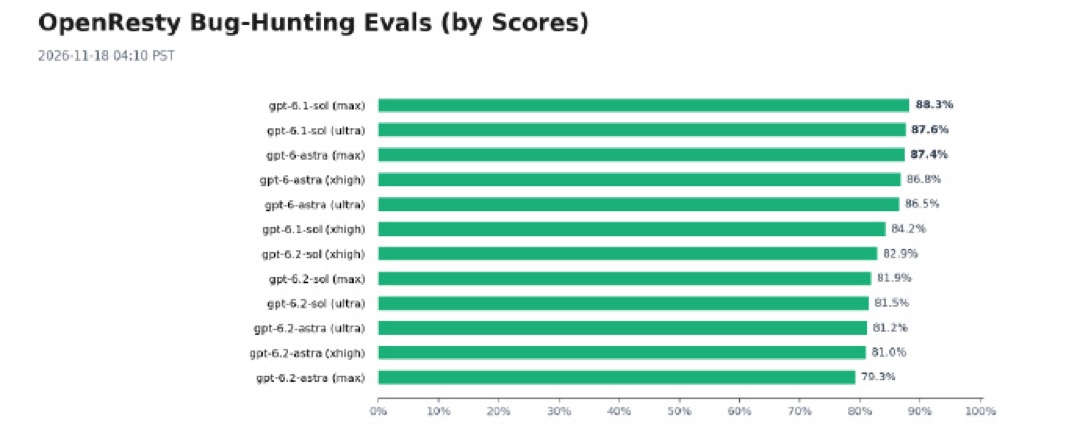 OpenResty Bug-Hunting Evals (by Scores)
2026-11-18 04:10 PST
gpt-6.1-sol (max) 88.3%
gpt-6.1-sol (ultra) 87.6%
gpt-6-astra (max) 87.4%
gpt-6-astra (xhigh) 86.8%
gpt-6-astra (ultra) 86.5%
gpt-6.1-sol (xhigh) 84.2%
gpt-6.2-sol (xhigh) 82.9%
gpt-6.2-sol (max) 81.9%
gpt-6.2-sol (ultra) 81.5%
gpt-6.2-astra (ultra) 81.2%
gpt-6.2-astra (xhigh) 81.0%
gpt-6.2-astra (max) 79.3%
0% 10% 20% 30% 40% 50% 60% 70% 80% 90% 100%